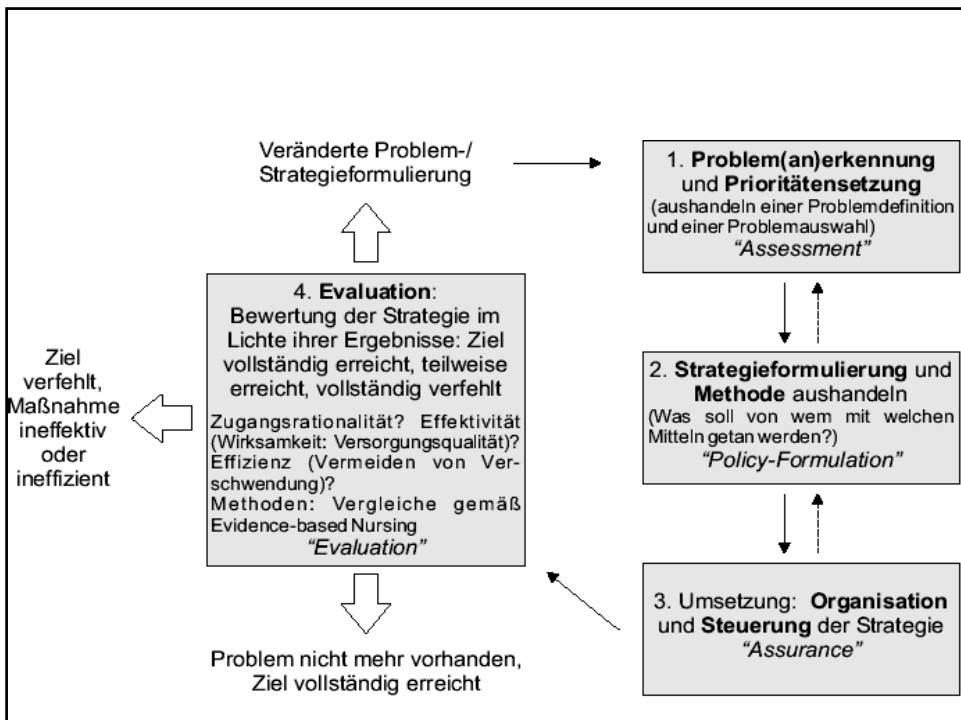 Veränderte Problem-/
Strategieformulierung
1. Problem(an)erkennung
und Prioritätensetzung
(aushandeln einer Problemdefinition
und einer Problemauswahl)
“Assessment”
2. Strategieformulierung und
Methode aushandeln
(Was soll von wem mit welchen
Mitteln getan werden?)
“Policy-Formulation”
3. Umsetzung: Organisation
und Steuerung der Strategie
“Assurance”
4. Evaluation:
Bewertung der Strategie im
Lichte ihrer Ergebnisse: Ziel
vollständig erreicht, teilweise
erreicht, vollständig verfehlt
Zugangsrationalität? Effektivität
(Wirksamkeit: Versorgungsqualität)?
Effizienz (Vermeiden von Ver-
schwendung)?
Methoden: Vergleiche gemäß
Evidence-based Nursing
“Evaluation”
Ziel
verfehlt,
Maßnahme
ineffektiv
oder
ineffizient
Problem nicht mehr vorhanden,
Ziel vollständig erreicht